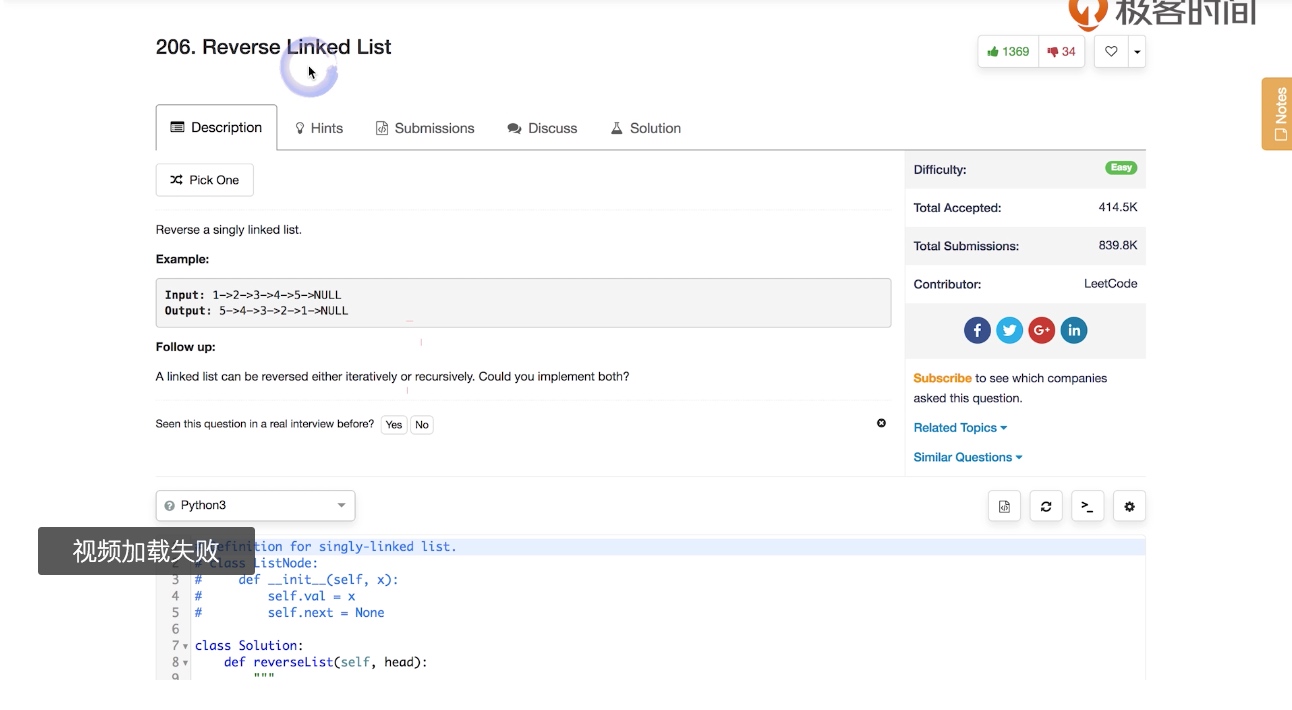 极客时间
206. Reverse Linked List
1369 34
Notes
Description Hints Submissions Discuss Solution
Pick One
Reverse a singly linked list.
Example:
Input: 1->2->3->4->5->NULL
Output: 5->4->3->2->1->NULL
Follow up:
A linked list can be reversed either iteratively or recursively. Could you implement both?
Seen this question in a real interview before? Yes No
Difficulty: Easy
Total Accepted: 414.5K
Total Submissions: 839.8K
Contributor: LeetCode
f G+ in
Subscribe to see which companies
asked this question.
Related Topics
Similar Questions
Python3
视频加载失败
finition for singly-linked list.
2 # class ListNode:
3 # def __init__(self, x):
4 # self.val = x
5 # self.next = None
6
7 class Solution:
8 def reverseList(self, head):
9 """